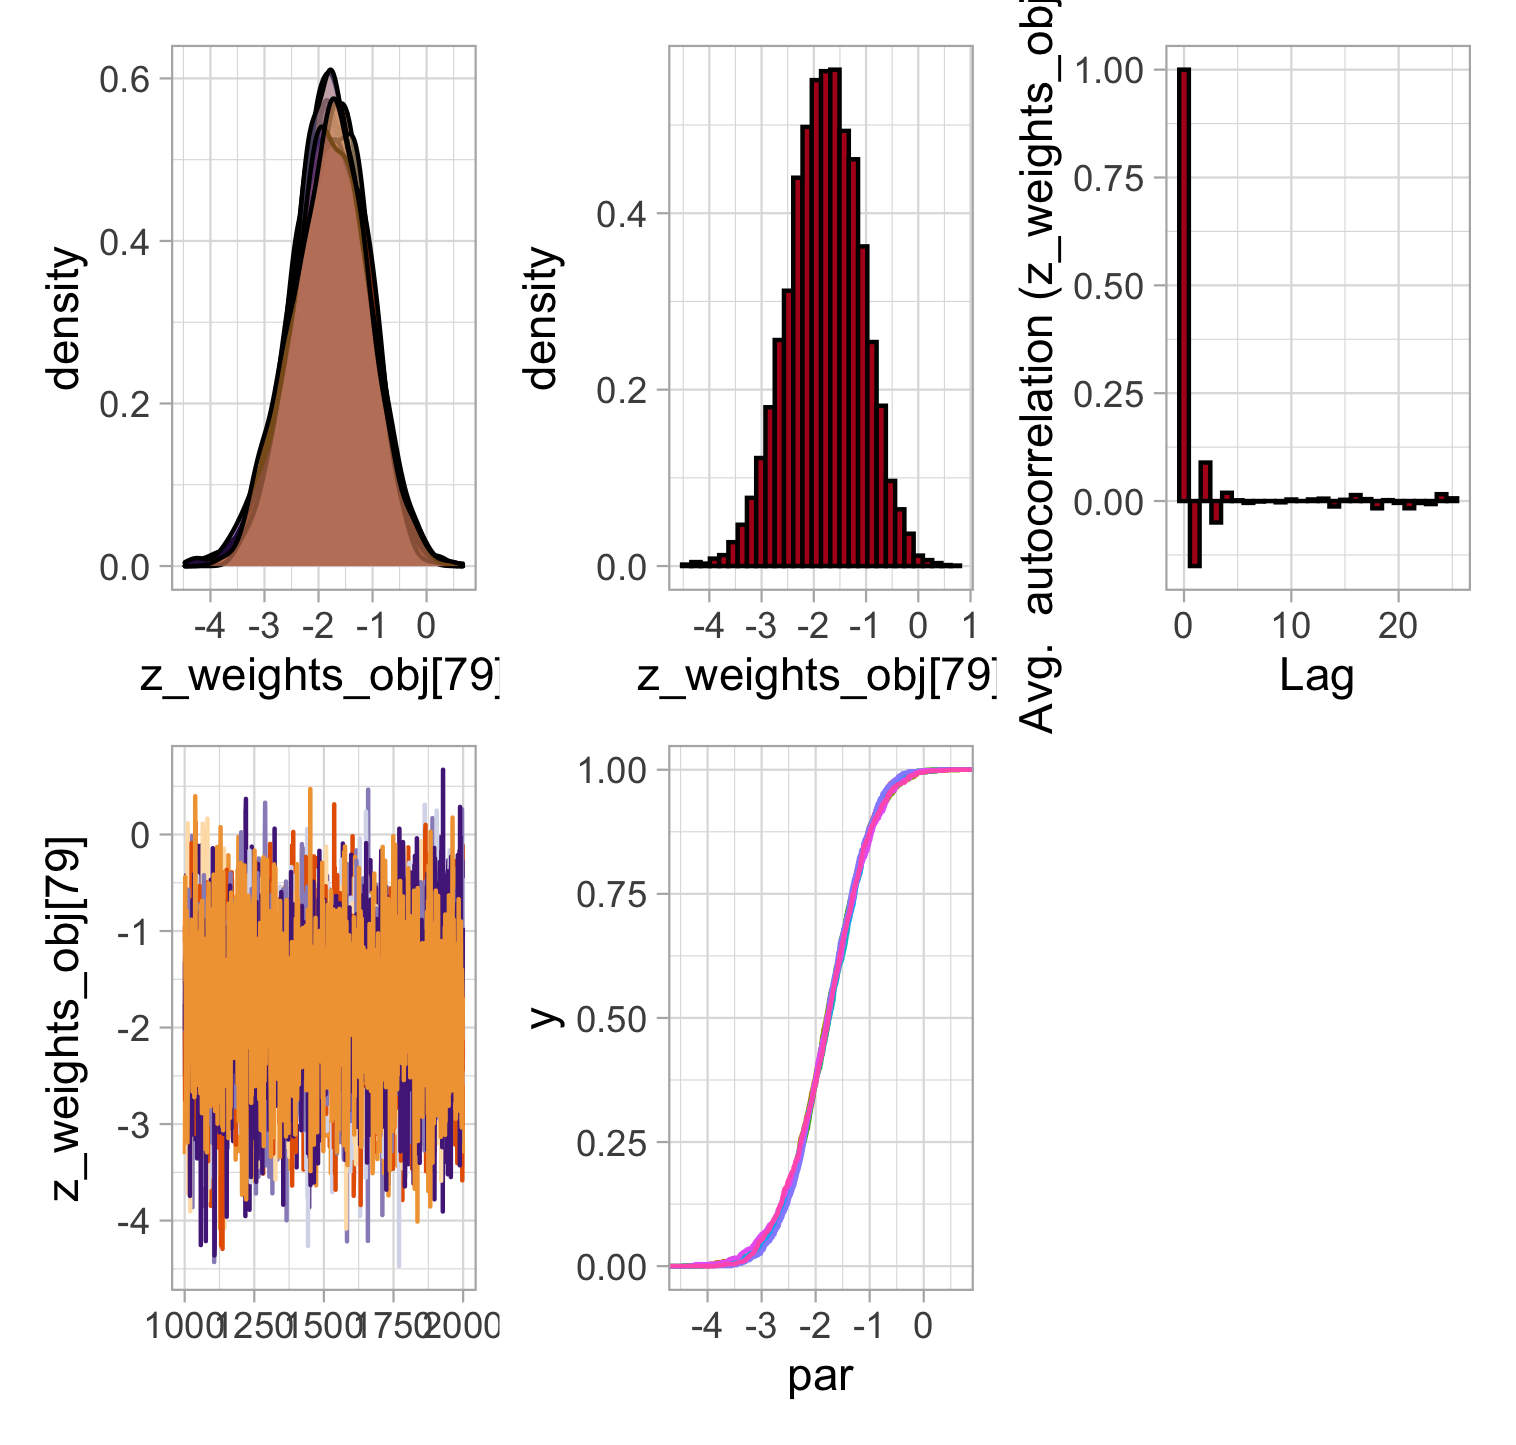 density
0.6
0.4
0.2
0.0
-4 -3 -2 -1 0
z_weights_obj[79]
density
0.4
0.2
0.0
-4 -3 -2 -1 0 1
z_weights_obj[79]
Avg. autocorrelation (z_weights_obj
1.00
0.75
0.50
0.25
0.00
0 10 20
Lag
z_weights_obj[79]
0
-1
-2
-3
-4
1000 1250 1500 1750 2000
y
1.00
0.75
0.50
0.25
0.00
-4 -3 -2 -1 0
par